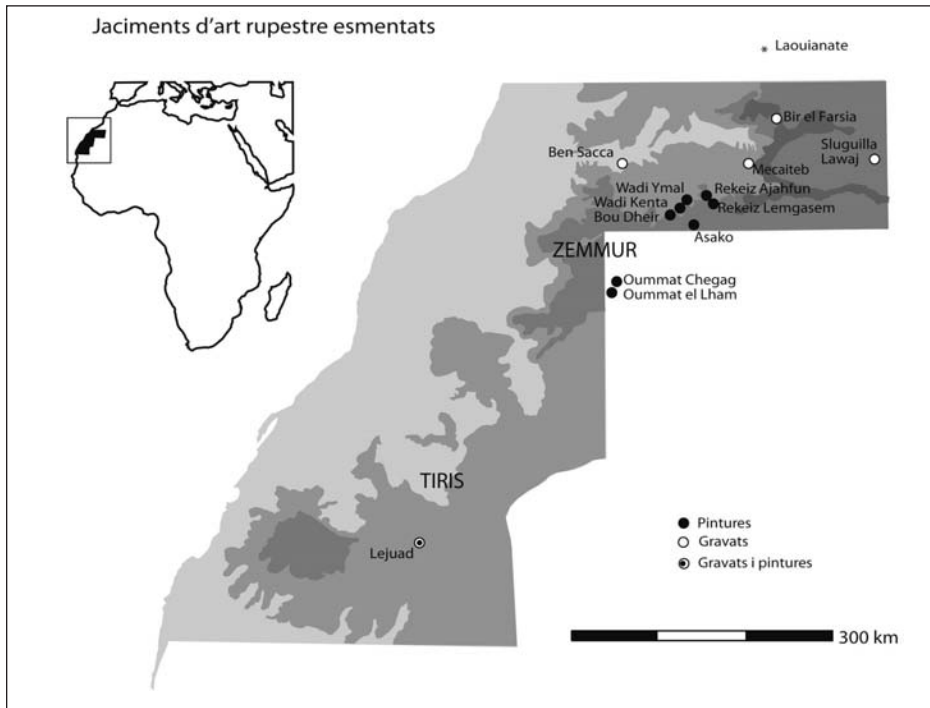 Jaciments d'art rupestre esmentats
Laouianate
Bir el Farsia
Sluguilla
Lawaj
Ben Sacca
Mecaiteb
Wadi Ymal
Rekeiz Ajahfun
Wadi Kenta
Rekeiz Lemgasem
Bou Dheir
Asako
ZEMMUR
Oummat Chegag
Oummat el Lham
TIRIS
Lejuad
Pintures
Gravats
Gravats i pintures
300 km